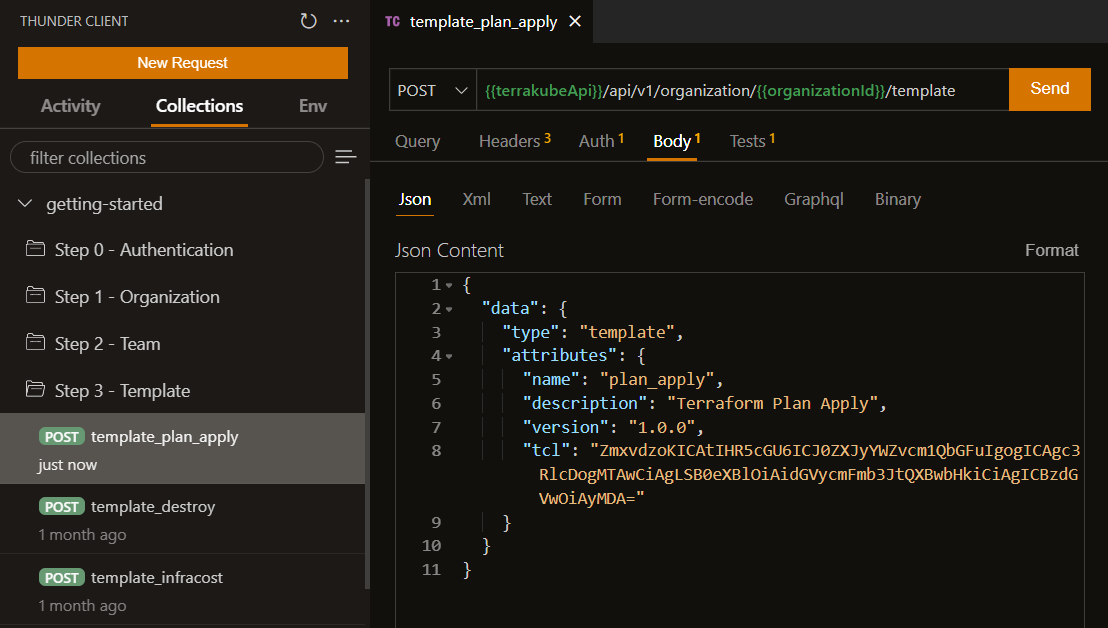 THUNDER CLIENT
New Request
Activity Collections Env
filter collections
getting-started
Step 0 - Authentication
Step 1 - Organization
Step 2 - Team
Step 3 - Template
POST template_plan_apply
just now
POST template_destroy
1 month ago
POST template_infracost
1 month ago
TC template_plan_apply
POST {{terrakubeApi}}/api/v1/organization/{{organizationId}}/template Send
Query Headers 3 Auth 1 Body 1 Tests 1
Json Xml Text Form Form-encode Graphql Binary
Json Content Format
1 {
2 "data": {
3 "type": "template",
4 "attributes": {
5 "name": "plan_apply",
6 "description": "Terraform Plan Apply",
7 "version": "1.0.0",
8 "tcl": "ZmxvdzoKICAtIHR5cGU6ICJ0ZXJyYWZvcm1QbGFuIgogICAgc3
RlcDogMTAwCiAgLSB0eXBlOiAidGVycmFmb3JtQXBwbHkiCiAgICBzdG
VwOiAyMDA="
9 }
10 }
11 }